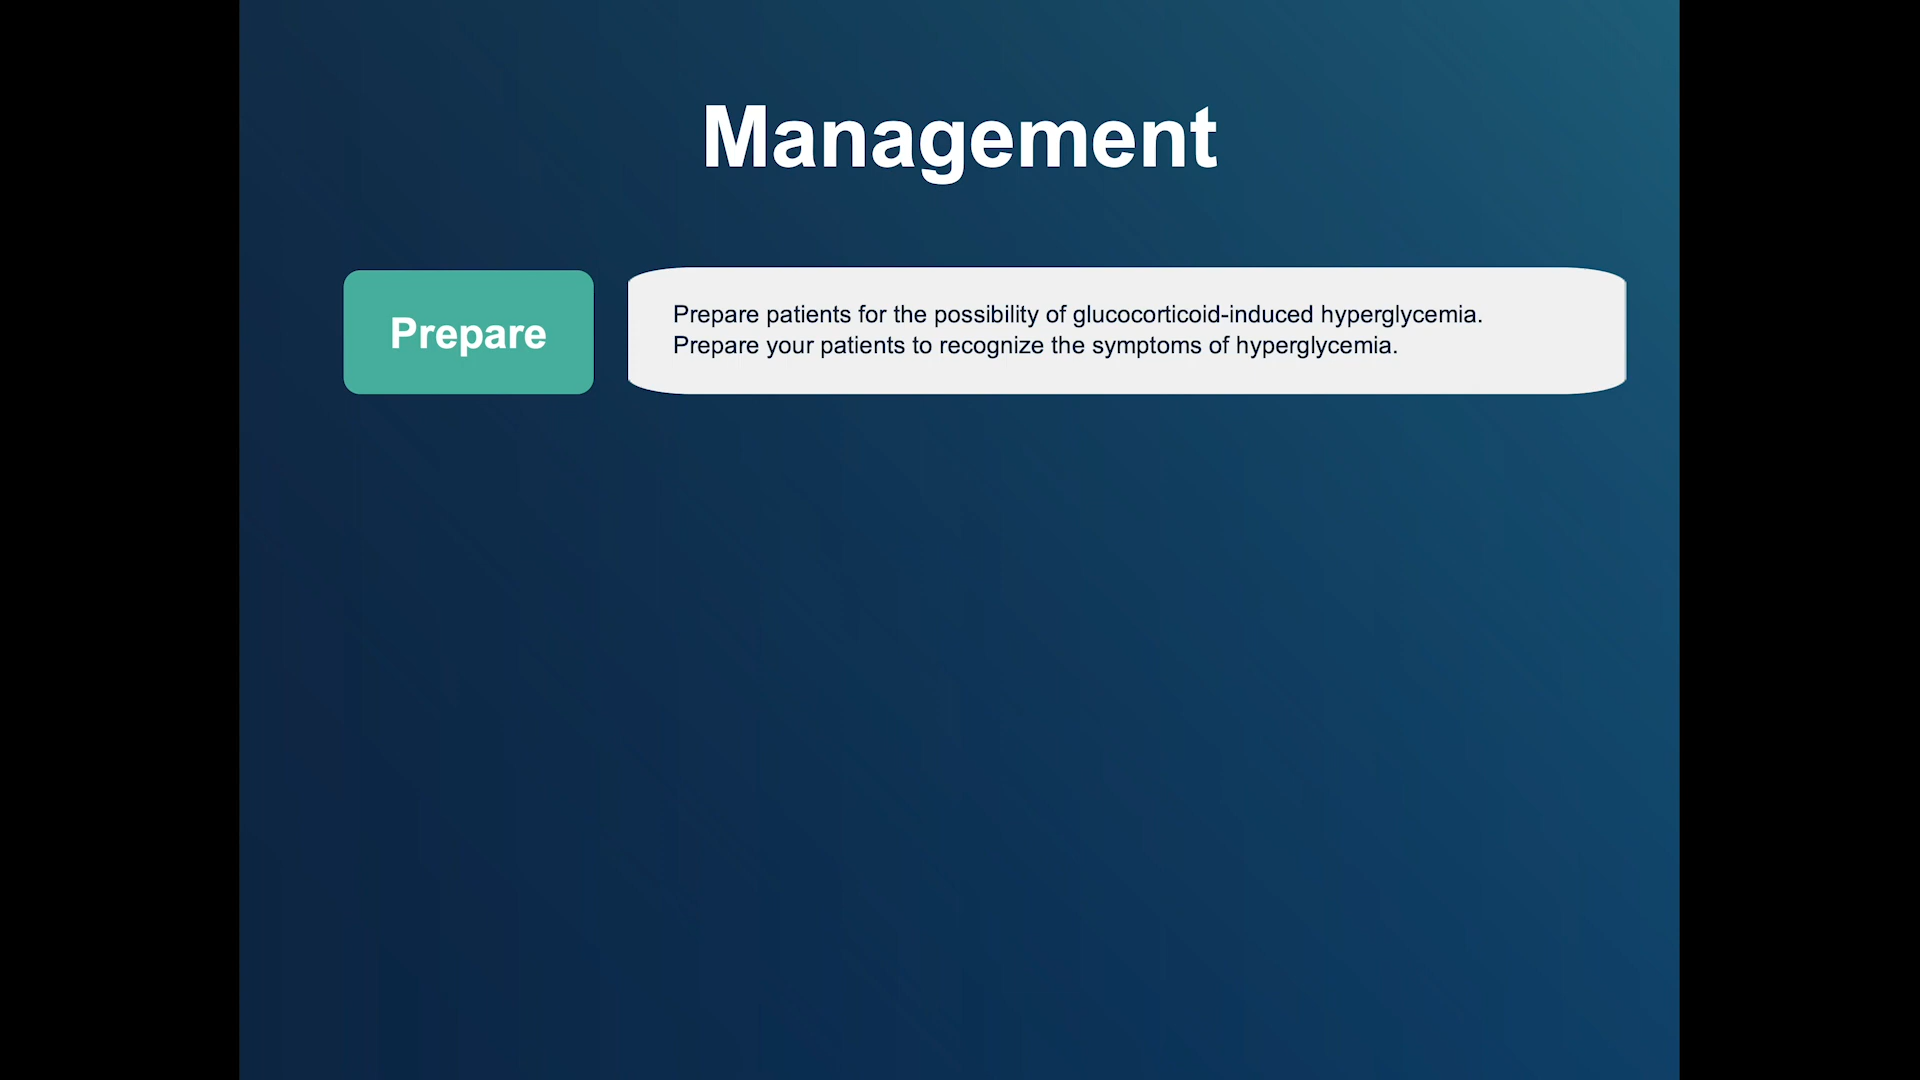 Management
Prepare
Prepare patients for the possibility of glucocorticoid-induced hyperglycemia.
Prepare your patients to recognize the symptoms of hyperglycemia.